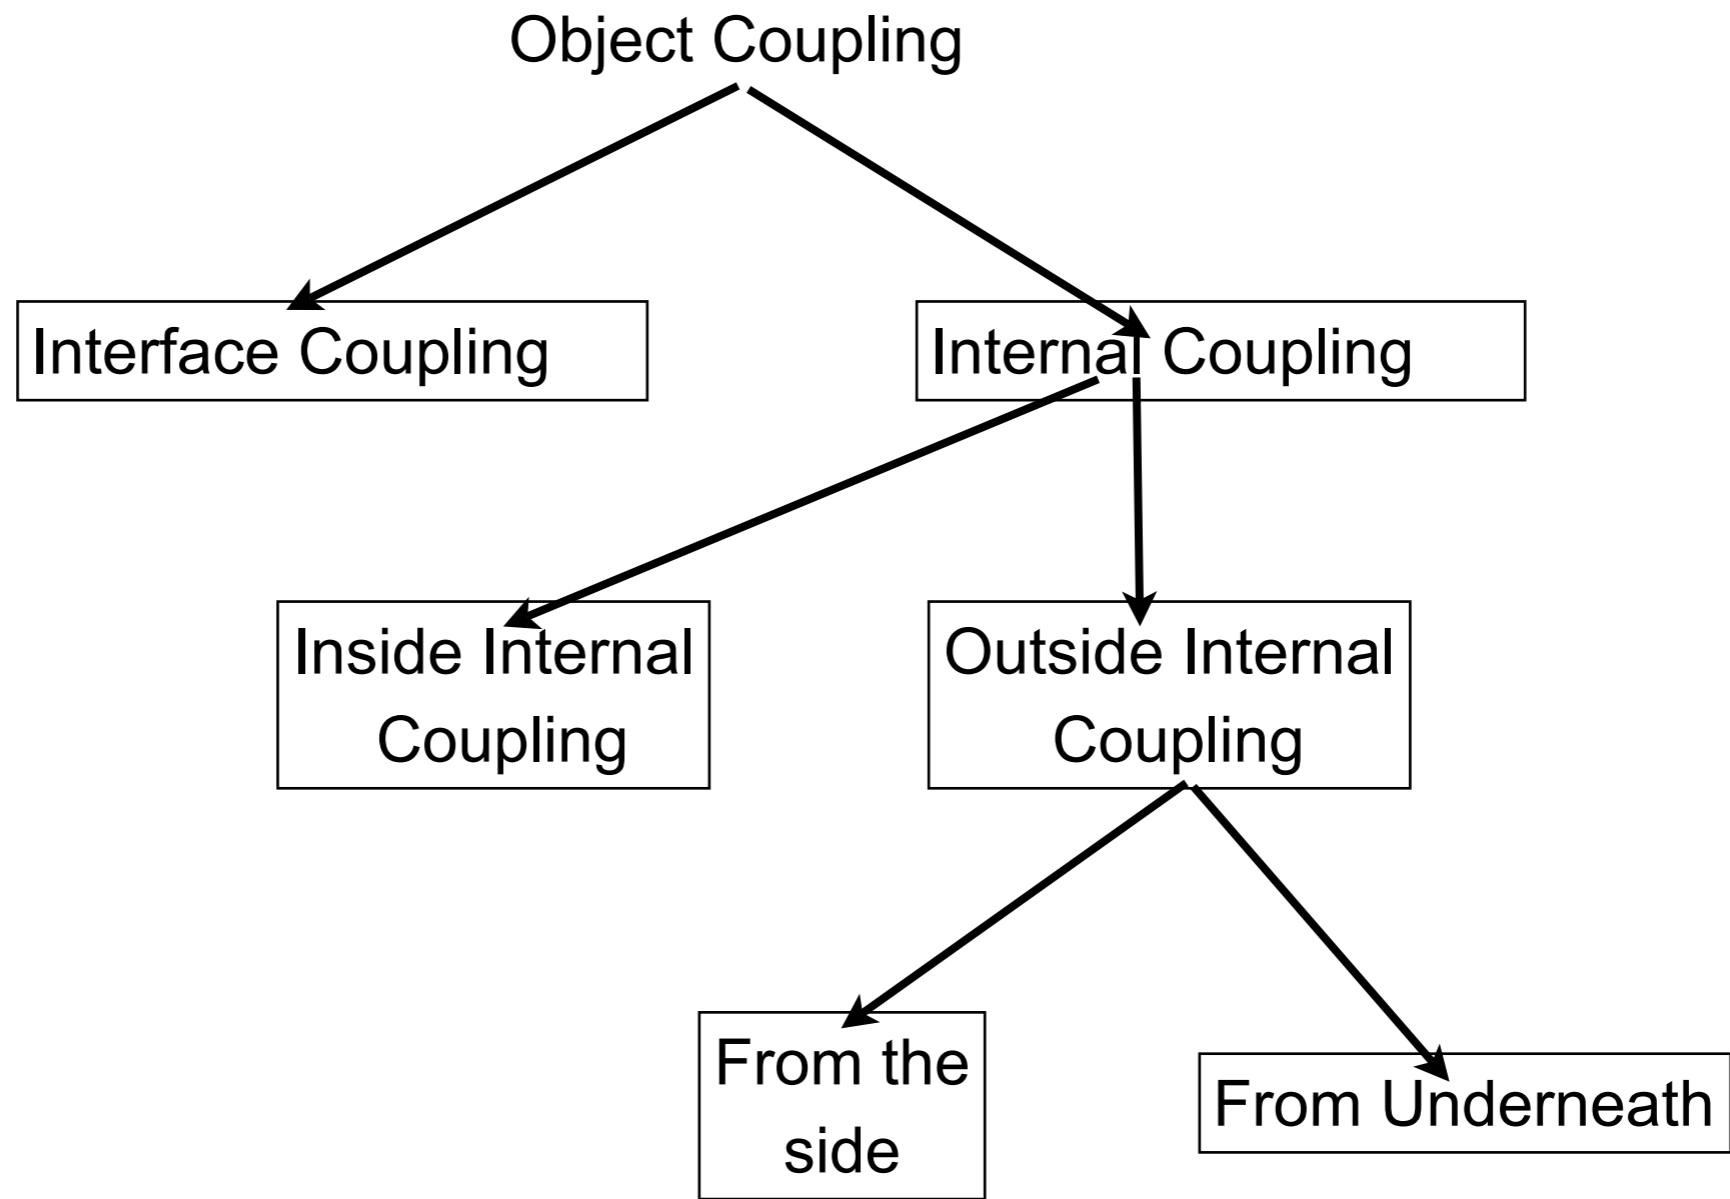 Object Coupling
Interface Coupling
Internal Coupling
Inside Internal
Coupling
Outside Internal
Coupling
From the
side
From Underneath